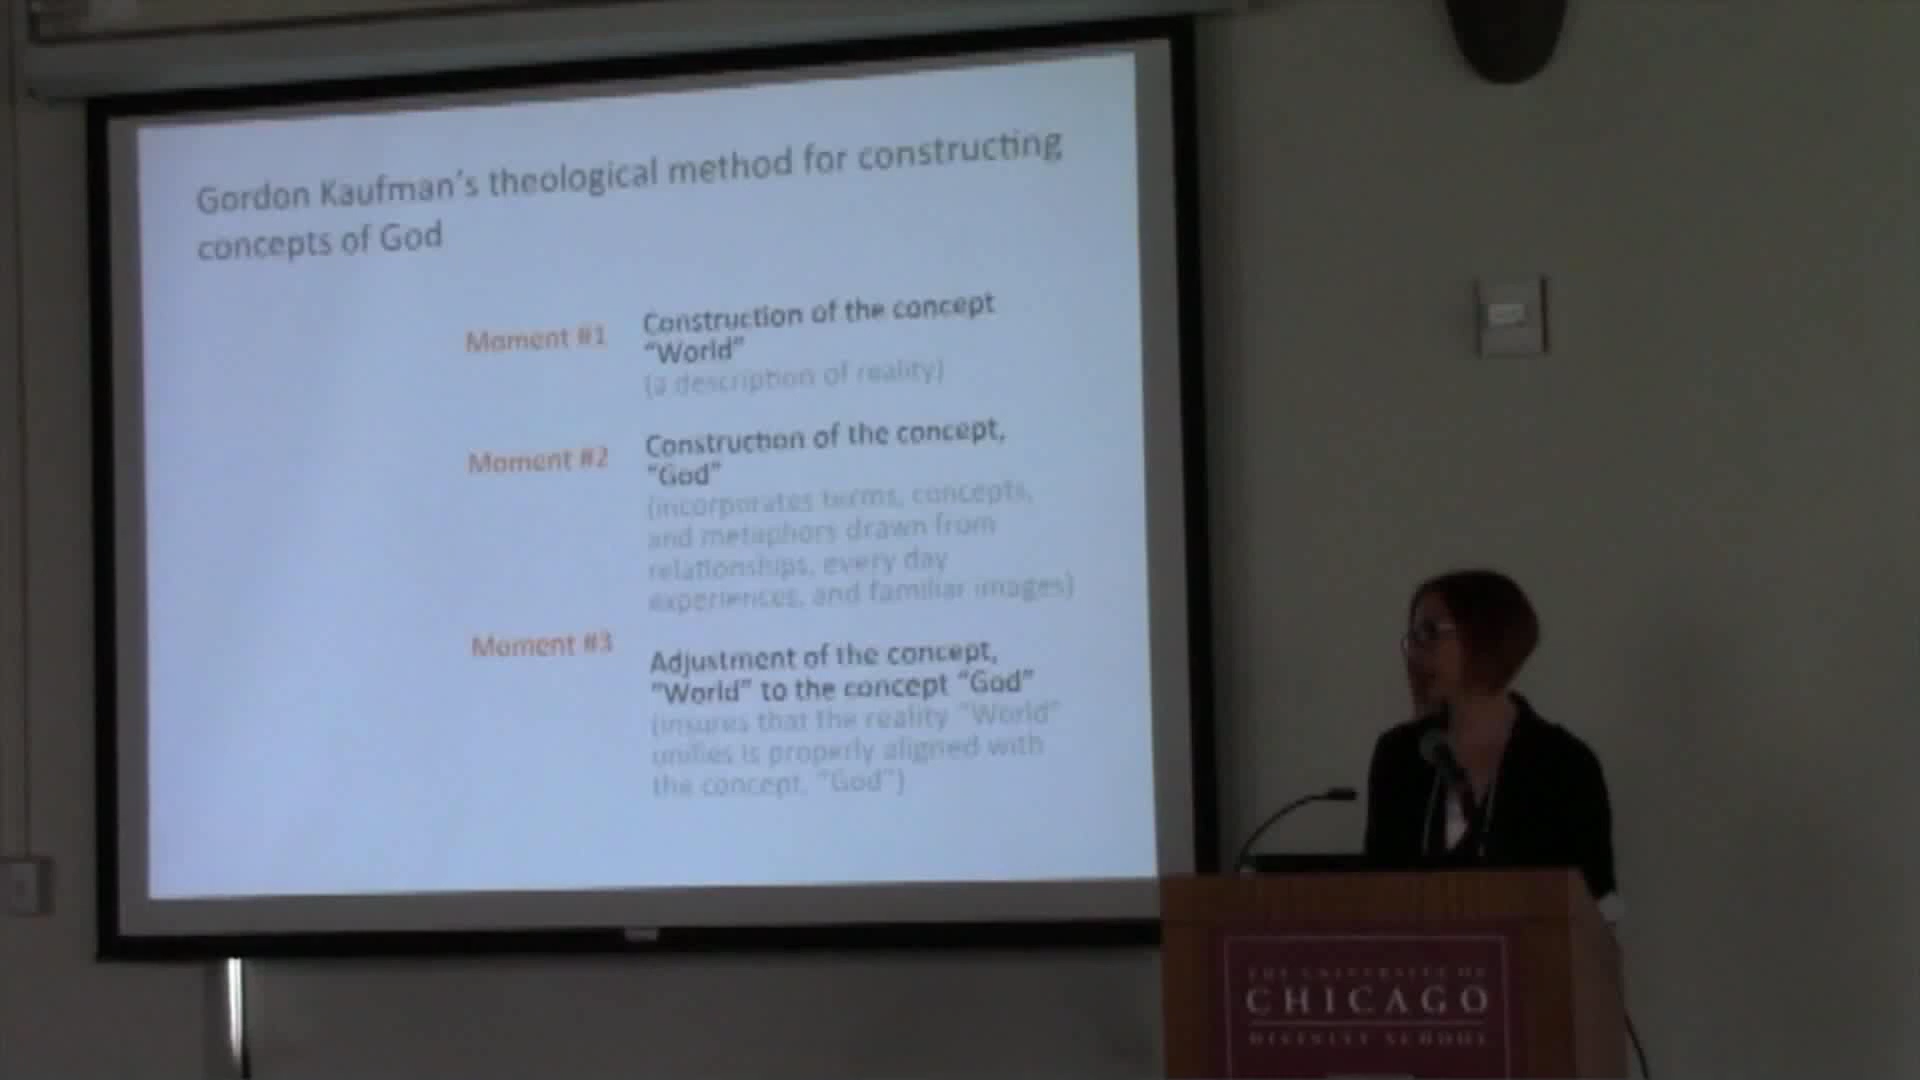 Gordon Kaufman's theological method for constructing
concepts of God
Moment #1
Construction of the concept
"World"
(a description of reality)
Moment #2
Construction of the concept,
"God"
(incorporates terms, concepts,
and metaphors drawn from
relationships, every day
experiences, and familiar images)
Moment #3
Adjustment of the concept,
"World" to the concept "God"
(insures that the reality "World"
unifies is properly aligned with
the concept, "God")
THE UNIVERSITY OF
CHICAGO
DIVINITY SCHOOL